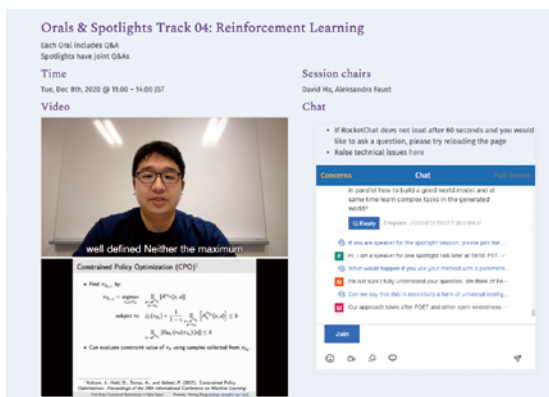 Orals & Spotlights Track 04: Reinforcement Learning
Each Oral includes Q&A
Spotlights have joint Q&As
Time
Tue, Dec 8th, 2020 @ 11:00 – 14:00 JST
Video
well defined Neither the maximum
Constrained Policy Optimization (CPO)¹
Find
subject to
Can evaluate constraint value of using samples collected from
Session chairs
David Ha, Aleksandra Faust
Chat
If RocketChat does not load after 60 seconds and you would
like to ask a question, please try reloading the page
Raise technical issues here
Concerns Chat Full Screen
in parallel how to build a good world model and at
same time learn complex tasks in the generated
world?
Reply 2 replies
If you are speaker for the spotlight session, please join the ...
Hi, I am a speaker for one spotlight talk later at
What would happen if you use your method with a
I'm not sure I fully understand your question. We think of
Can we say that this is essentially a form of universal
Our approach takes after POET and other open-endedness
Join